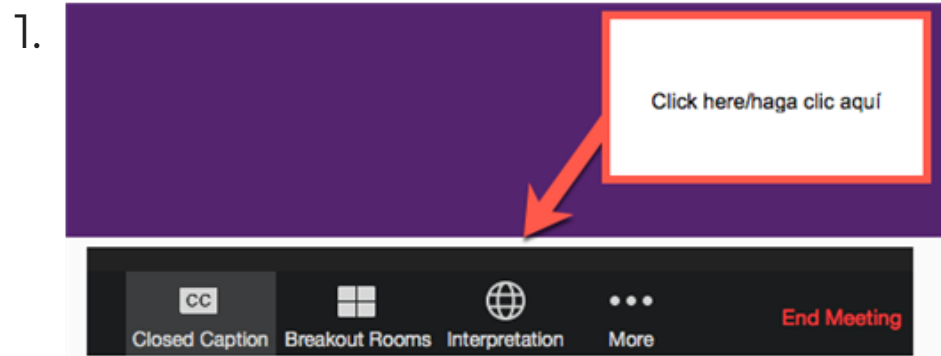 1.
Click here/haga clic aquí
CC
Closed Caption Breakout Rooms Interpretation More End Meeting